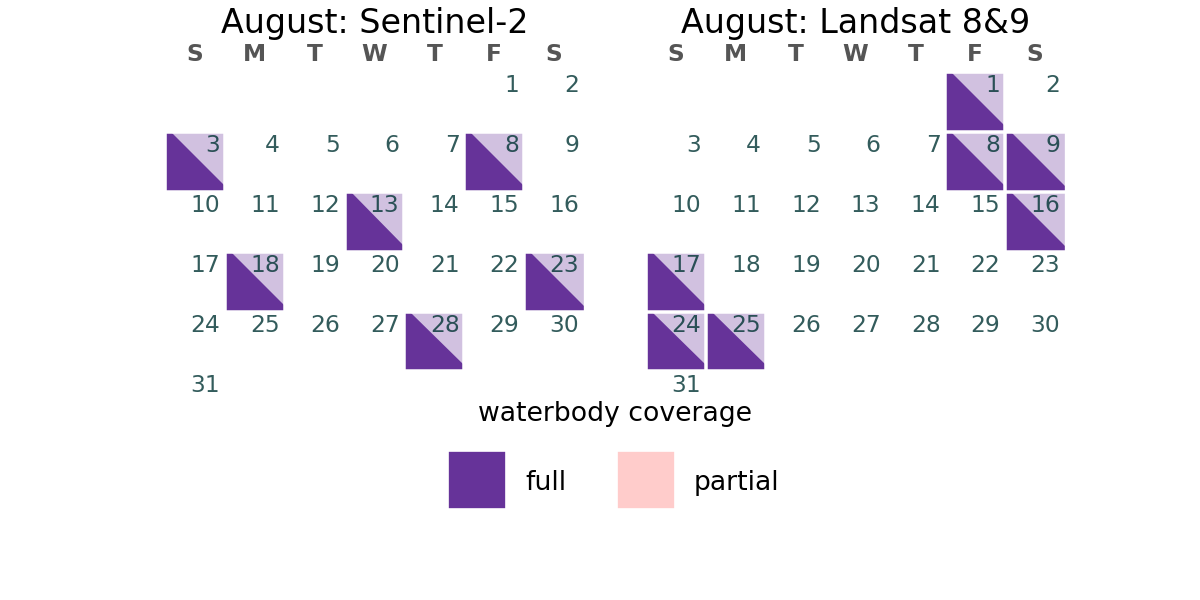 August: Sentinel-2
S M T W T F S
1 2
3 4 5 6 7 8 9
10 11 12 13 14 15 16
17 18 19 20 21 22 23
24 25 26 27 28 29 30
31
August: Landsat 8&9
S M T W T F S
1 2
3 4 5 6 7 8 9
10 11 12 13 14 15 16
17 18 19 20 21 22 23
24 25 26 27 28 29 30
31
waterbody coverage
full
partial